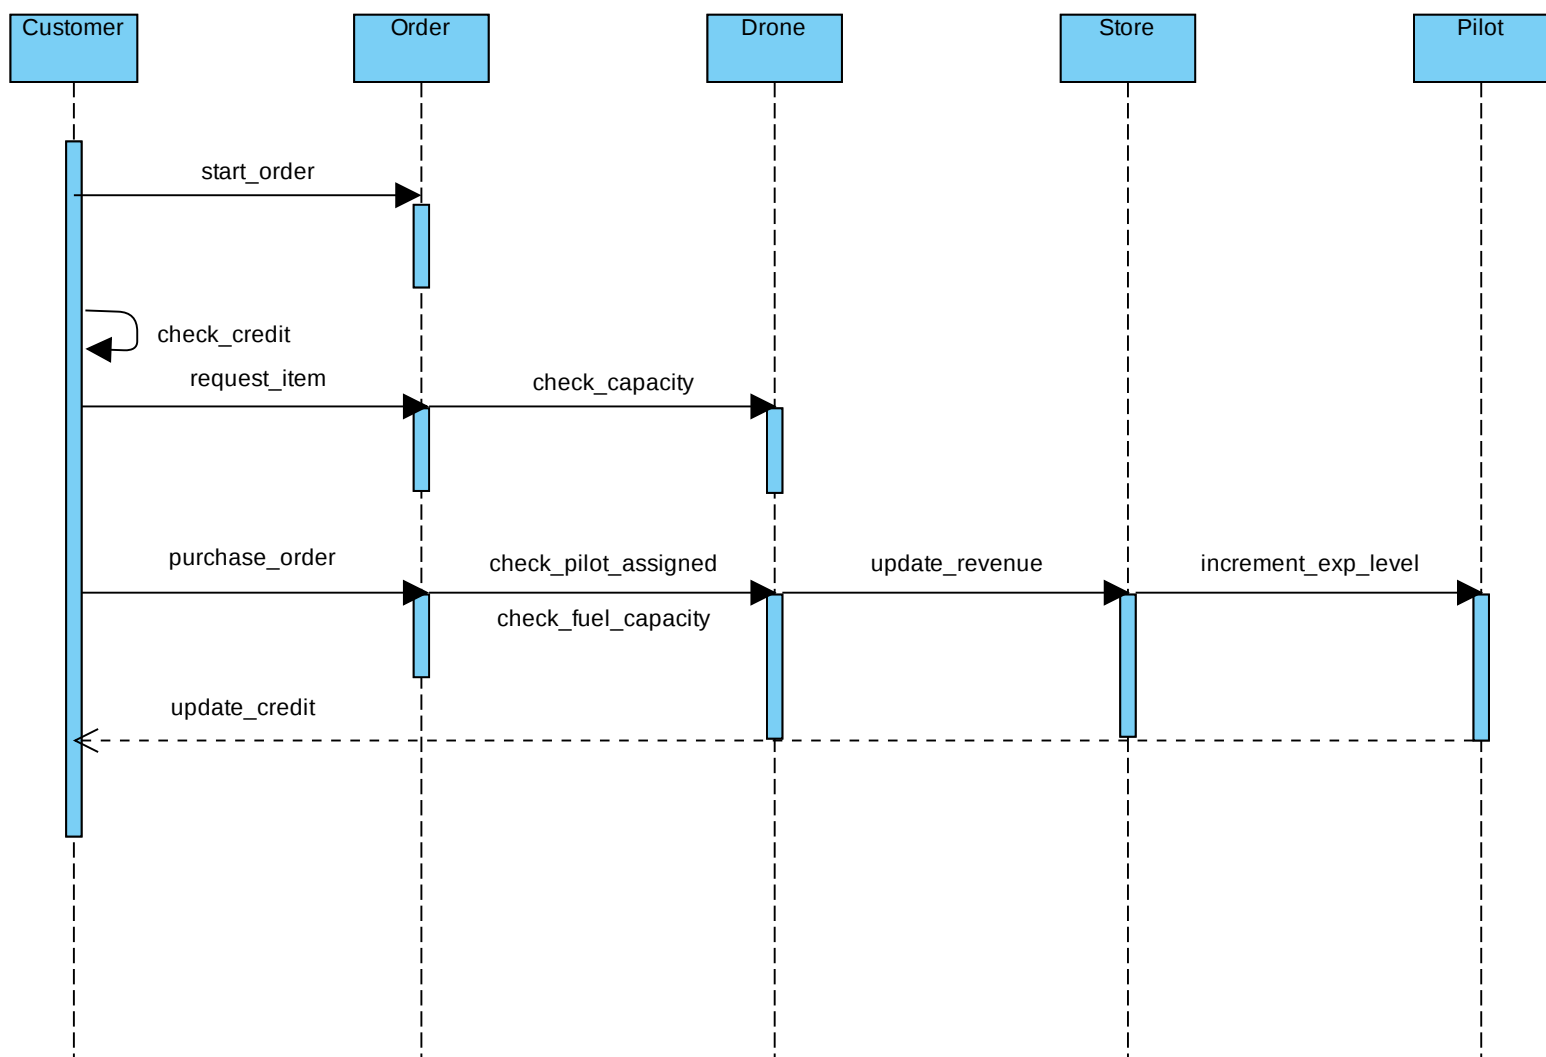 Customer
Order
Drone
Store
Pilot
start_order
check_credit
request_item
check_capacity
purchase_order
check_pilot_assigned
update_revenue
increment_exp_level
check_fuel_capacity
update_credit